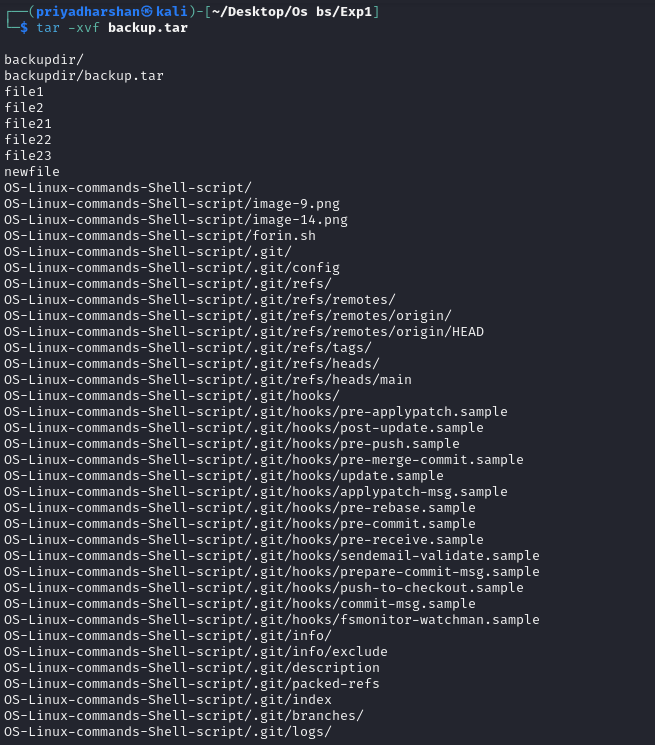 ┌──(priyadharshan㉿kali)-[~/Desktop/Os bs/Exp1]
└─$ tar -xvf backup.tar
backupdir/
backupdir/backup.tar
file1
file2
file21
file22
file23
newfile
OS-Linux-commands-Shell-script/
OS-Linux-commands-Shell-script/image-9.png
OS-Linux-commands-Shell-script/image-14.png
OS-Linux-commands-Shell-script/forin.sh
OS-Linux-commands-Shell-script/.git/
OS-Linux-commands-Shell-script/.git/config
OS-Linux-commands-Shell-script/.git/refs/
OS-Linux-commands-Shell-script/.git/refs/remotes/
OS-Linux-commands-Shell-script/.git/refs/remotes/origin/
OS-Linux-commands-Shell-script/.git/refs/remotes/origin/HEAD
OS-Linux-commands-Shell-script/.git/refs/tags/
OS-Linux-commands-Shell-script/.git/refs/heads/
OS-Linux-commands-Shell-script/.git/refs/heads/main
OS-Linux-commands-Shell-script/.git/hooks/
OS-Linux-commands-Shell-script/.git/hooks/pre-applypatch.sample
OS-Linux-commands-Shell-script/.git/hooks/post-update.sample
OS-Linux-commands-Shell-script/.git/hooks/pre-push.sample
OS-Linux-commands-Shell-script/.git/hooks/pre-merge-commit.sample
OS-Linux-commands-Shell-script/.git/hooks/update.sample
OS-Linux-commands-Shell-script/.git/hooks/applypatch-msg.sample
OS-Linux-commands-Shell-script/.git/hooks/pre-rebase.sample
OS-Linux-commands-Shell-script/.git/hooks/pre-commit.sample
OS-Linux-commands-Shell-script/.git/hooks/pre-receive.sample
OS-Linux-commands-Shell-script/.git/hooks/sendemail-validate.sample
OS-Linux-commands-Shell-script/.git/hooks/prepare-commit-msg.sample
OS-Linux-commands-Shell-script/.git/hooks/push-to-checkout.sample
OS-Linux-commands-Shell-script/.git/hooks/commit-msg.sample
OS-Linux-commands-Shell-script/.git/hooks/fsmonitor-watchman.sample
OS-Linux-commands-Shell-script/.git/info/
OS-Linux-commands-Shell-script/.git/info/exclude
OS-Linux-commands-Shell-script/.git/description
OS-Linux-commands-Shell-script/.git/packed-refs
OS-Linux-commands-Shell-script/.git/index
OS-Linux-commands-Shell-script/.git/branches/
OS-Linux-commands-Shell-script/.git/logs/